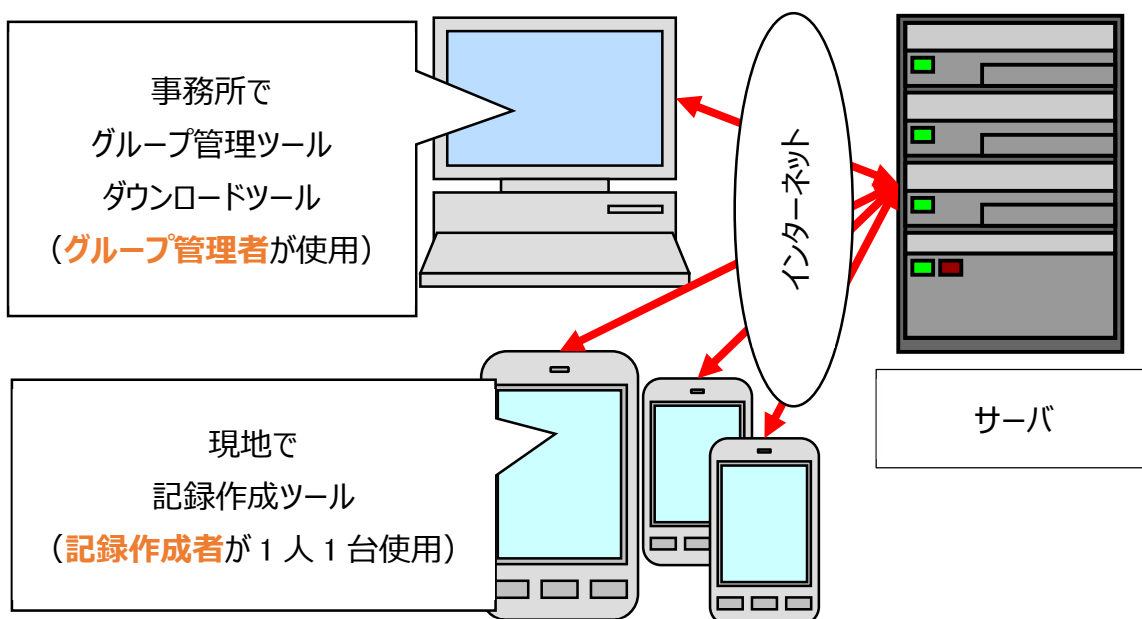 事務所で
グループ管理ツール
ダウンロードツール
（グループ管理者が使用）
インターネット
サーバ
現地で
記録作成ツール
（記録作成者が１人１台使用）